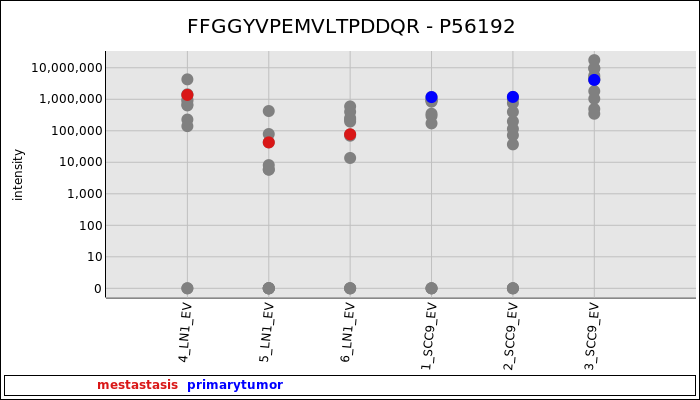 FFGGYVPEMVLTPDDQR - P56192
intensity
10,000,000
1,000,000
100,000
10,000
1,000
100
10
0
4_LN1_EV
5_LN1_EV
6_LN1_EV
1_SCC9_EV
2_SCC9_EV
3_SCC9_EV
mestastasis primarytumor